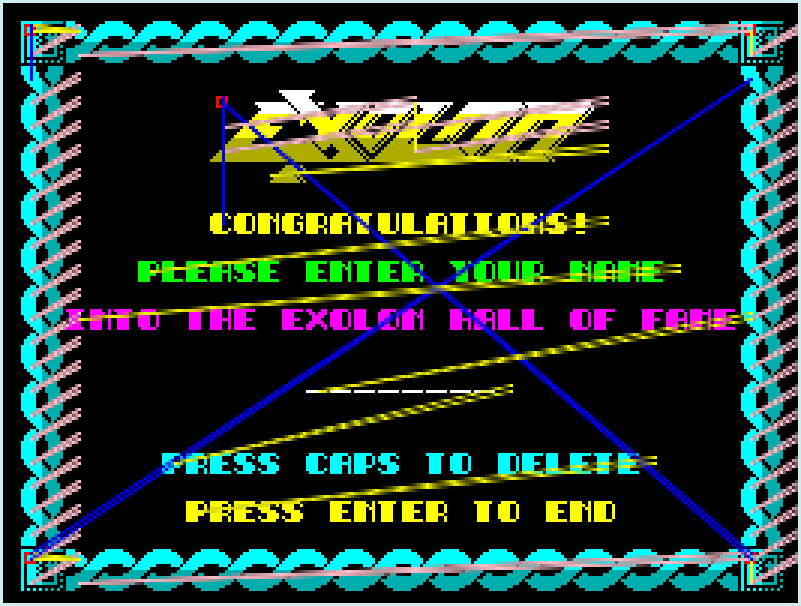 EXOLON
CONGRATULATIONS!
PLEASE ENTER YOUR NAME
INTO THE EXOLON HALL OF FAME
PRESS CAPS TO DELETE
PRESS ENTER TO END